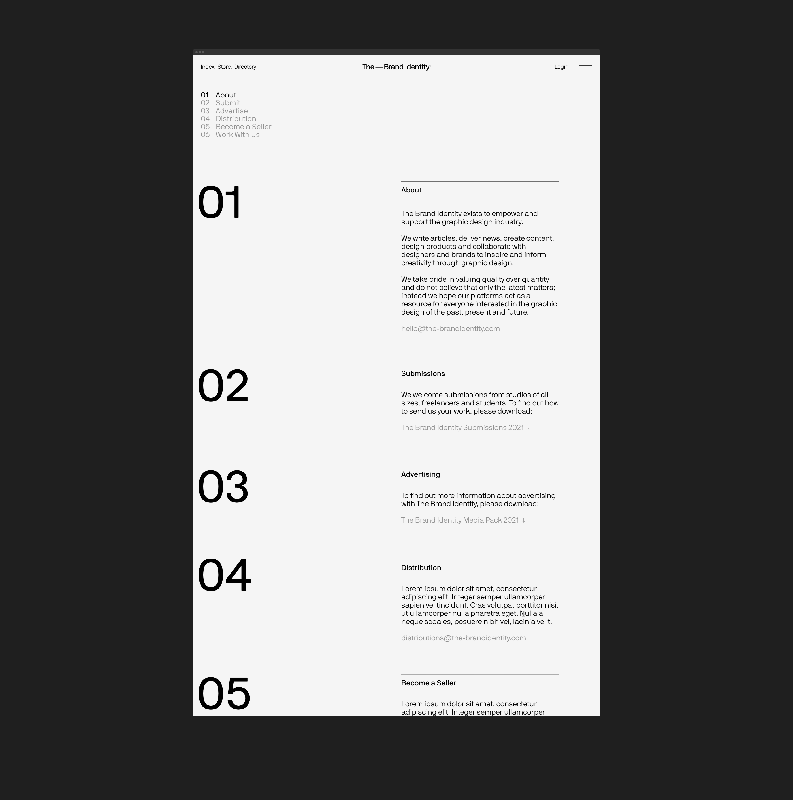 Index, Store, Directory
The — Brand Identity
Login
01 About
02 Submit
03 Advertise
04 Distribution
05 Become a Seller
06 Work With Us
01
About
The Brand Identity exists to empower and
support the graphic design industry.
We write articles, deliver news, create content,
design products and collaborate with
designers and brands to inspire and inform
creativity through graphic design.
We take pride in valuing quality over quantity
and do not believe that only the latest matters;
instead we hope our platforms act as a
resource for everyone interested in the graphic
design of the past, present and future.
hello@the-brandidentity.com
02
Submissions
We welcome submissions from studios of all
sizes, freelancers and students. To find out how
to send us your work, please download:
The Brand Identity Submissions 2021 ↓
03
Advertising
To find out more information about advertising
with The Brand Identity, please download:
The Brand Identity Media Pack 2021 ↓
04
Distribution
Lorem ipsum dolor sit amet, consectetur
adipiscing elit. Integer semper ullamcorper
sapien vel tincidunt. Cras volutpat porttitor nisi,
ut ullamcorper nulla pharetra eget. Nulla a
neque sodales, posuere nibh vel, lacinia velit.
distributions@the-brandidentity.com
05
Become a Seller
Lorem ipsum dolor sit amet, consectetur
adipiscing elit. Integer semper ullamcorper